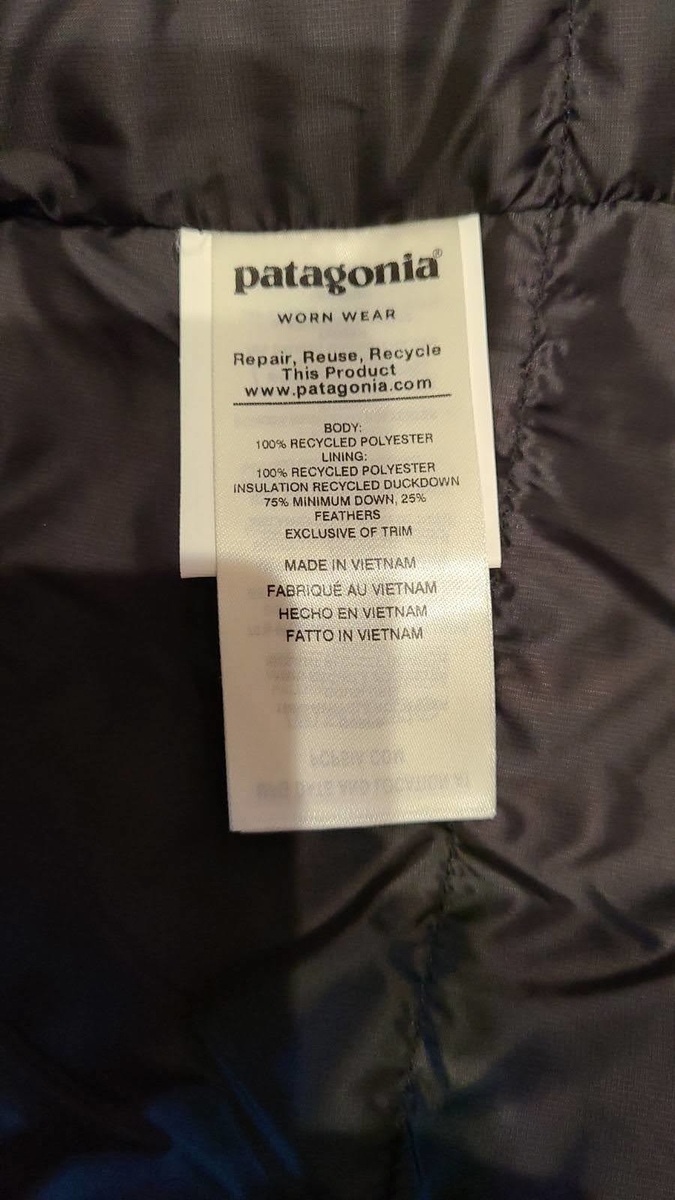 patagonia®
WORN WEAR
Repair, Reuse, Recycle
This Product
www.patagonia.com
BODY:
100% RECYCLED POLYESTER
LINING:
100% RECYCLED POLYESTER
INSULATION RECYCLED DUCKDOWN
75% MINIMUM DOWN, 25%
FEATHERS
EXCLUSIVE OF TRIM
MADE IN VIETNAM
FABRIQUÉ AU VIETNAM
HECHO EN VIETNAM
FATTO IN VIETNAM